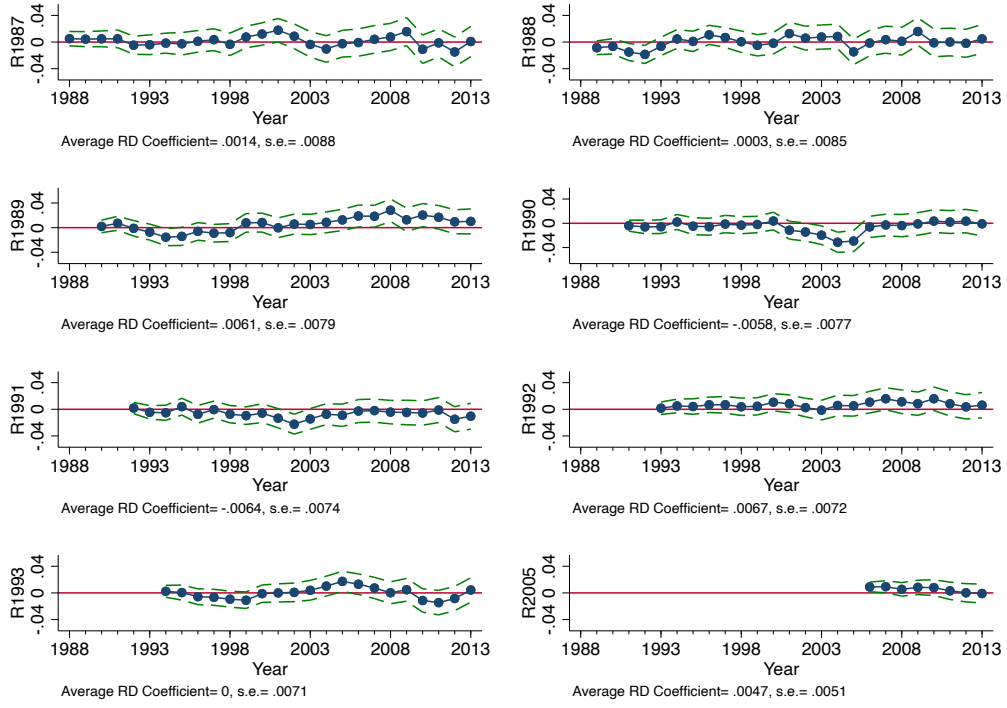 R1987
.04
0
-.04
1988 1993 1998 2003 2008 2013
Year
Average RD Coefficient= .0014, s.e.= .0088
R1988
.04
0
-.04
1988 1993 1998 2003 2008 2013
Year
Average RD Coefficient= .0003, s.e.= .0085
R1989
.04
0
-.04
1988 1993 1998 2003 2008 2013
Year
Average RD Coefficient= .0061, s.e.= .0079
R1990
.04
0
-.04
1988 1993 1998 2003 2008 2013
Year
Average RD Coefficient= -.0058, s.e.= .0077
R1991
.04
0
-.04
1988 1993 1998 2003 2008 2013
Year
Average RD Coefficient= -.0064, s.e.= .0074
R1992
.04
0
-.04
1988 1993 1998 2003 2008 2013
Year
Average RD Coefficient= .0067, s.e.= .0072
R1993
.04
0
-.04
1988 1993 1998 2003 2008 2013
Year
Average RD Coefficient= 0, s.e.= .0071
R2005
.04
0
-.04
1988 1993 1998 2003 2008 2013
Year
Average RD Coefficient= .0047, s.e.= .0051